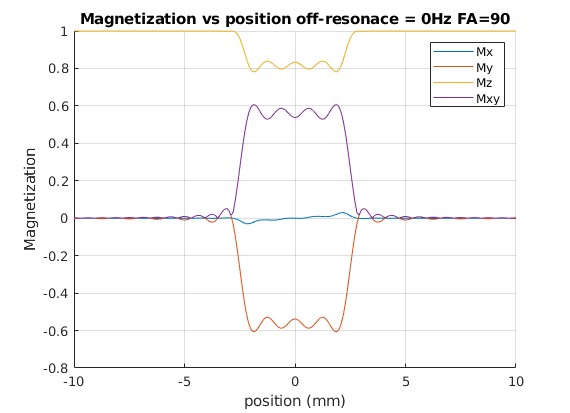 Magnetization vs position off-resonace = 0Hz FA=90
1
0.8
0.6
0.4
0.2
0
-0.2
-0.4
-0.6
-0.8
Magnetization
Mx
My
Mz
Mxy
-10
-5
0
5
10
position (mm)